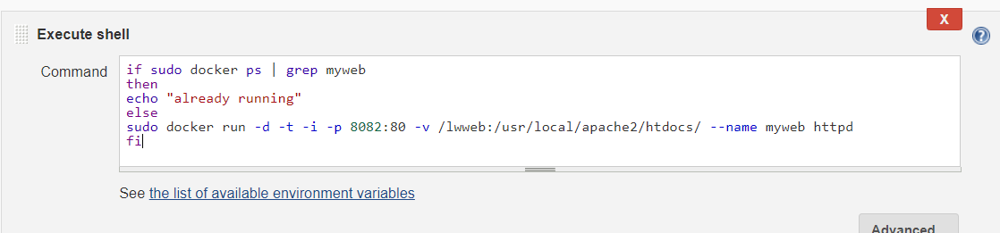 X
Execute shell
Command
if sudo docker ps | grep myweb
then
echo "already running"
else
sudo docker run -d -t -i -p 8082:80 -v /lwweb:/usr/local/apache2/htdocs/ --name myweb httpd
fi
See the list of available environment variables
Advanced